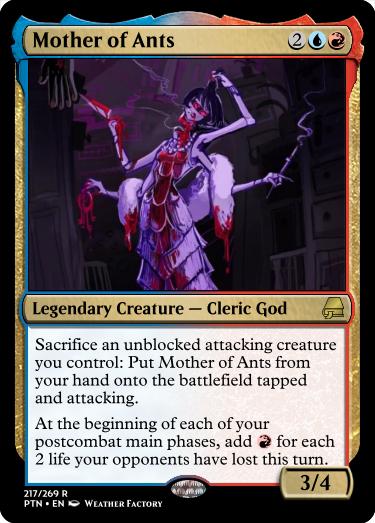 Mother of Ants 2
Legendary Creature — Cleric God
Sacrifice an unblocked attacking creature
you control: Put Mother of Ants from
your hand onto the battlefield tapped
and attacking.
At the beginning of each of your
postcombat main phases, add for each
2 life your opponents have lost this turn.
3/4
217/269 R
PTN • EN Weather Factory